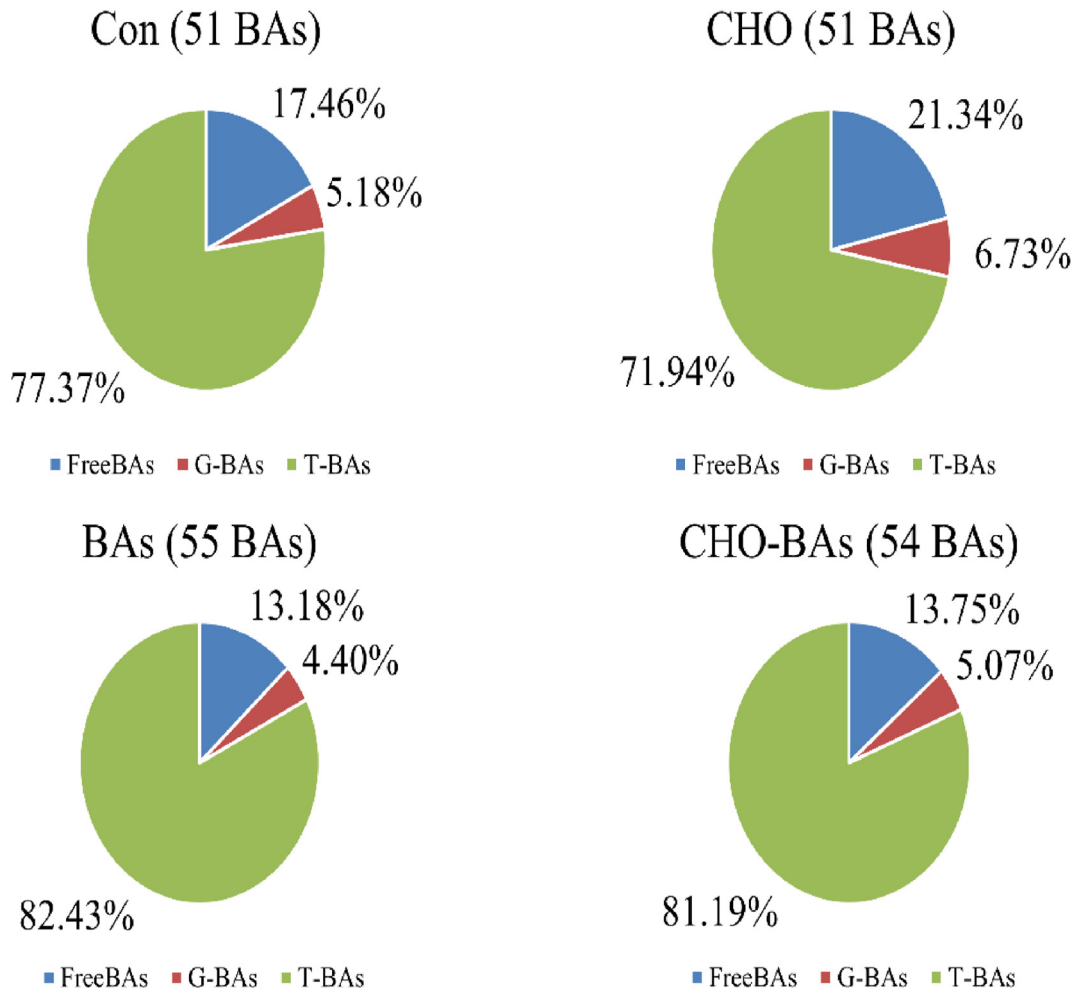 Con (51 BAs)
17.46%
5.18%
77.37%
FreeBAs G-BAs T-BAs
CHO (51 BAs)
21.34%
6.73%
71.94%
FreeBAs G-BAs T-BAs
BAs (55 BAs)
13.18%
4.40%
82.43%
FreeBAs G-BAs T-BAs
CHO-BAs (54 BAs)
13.75%
5.07%
81.19%
FreeBAs G-BAs T-BAs